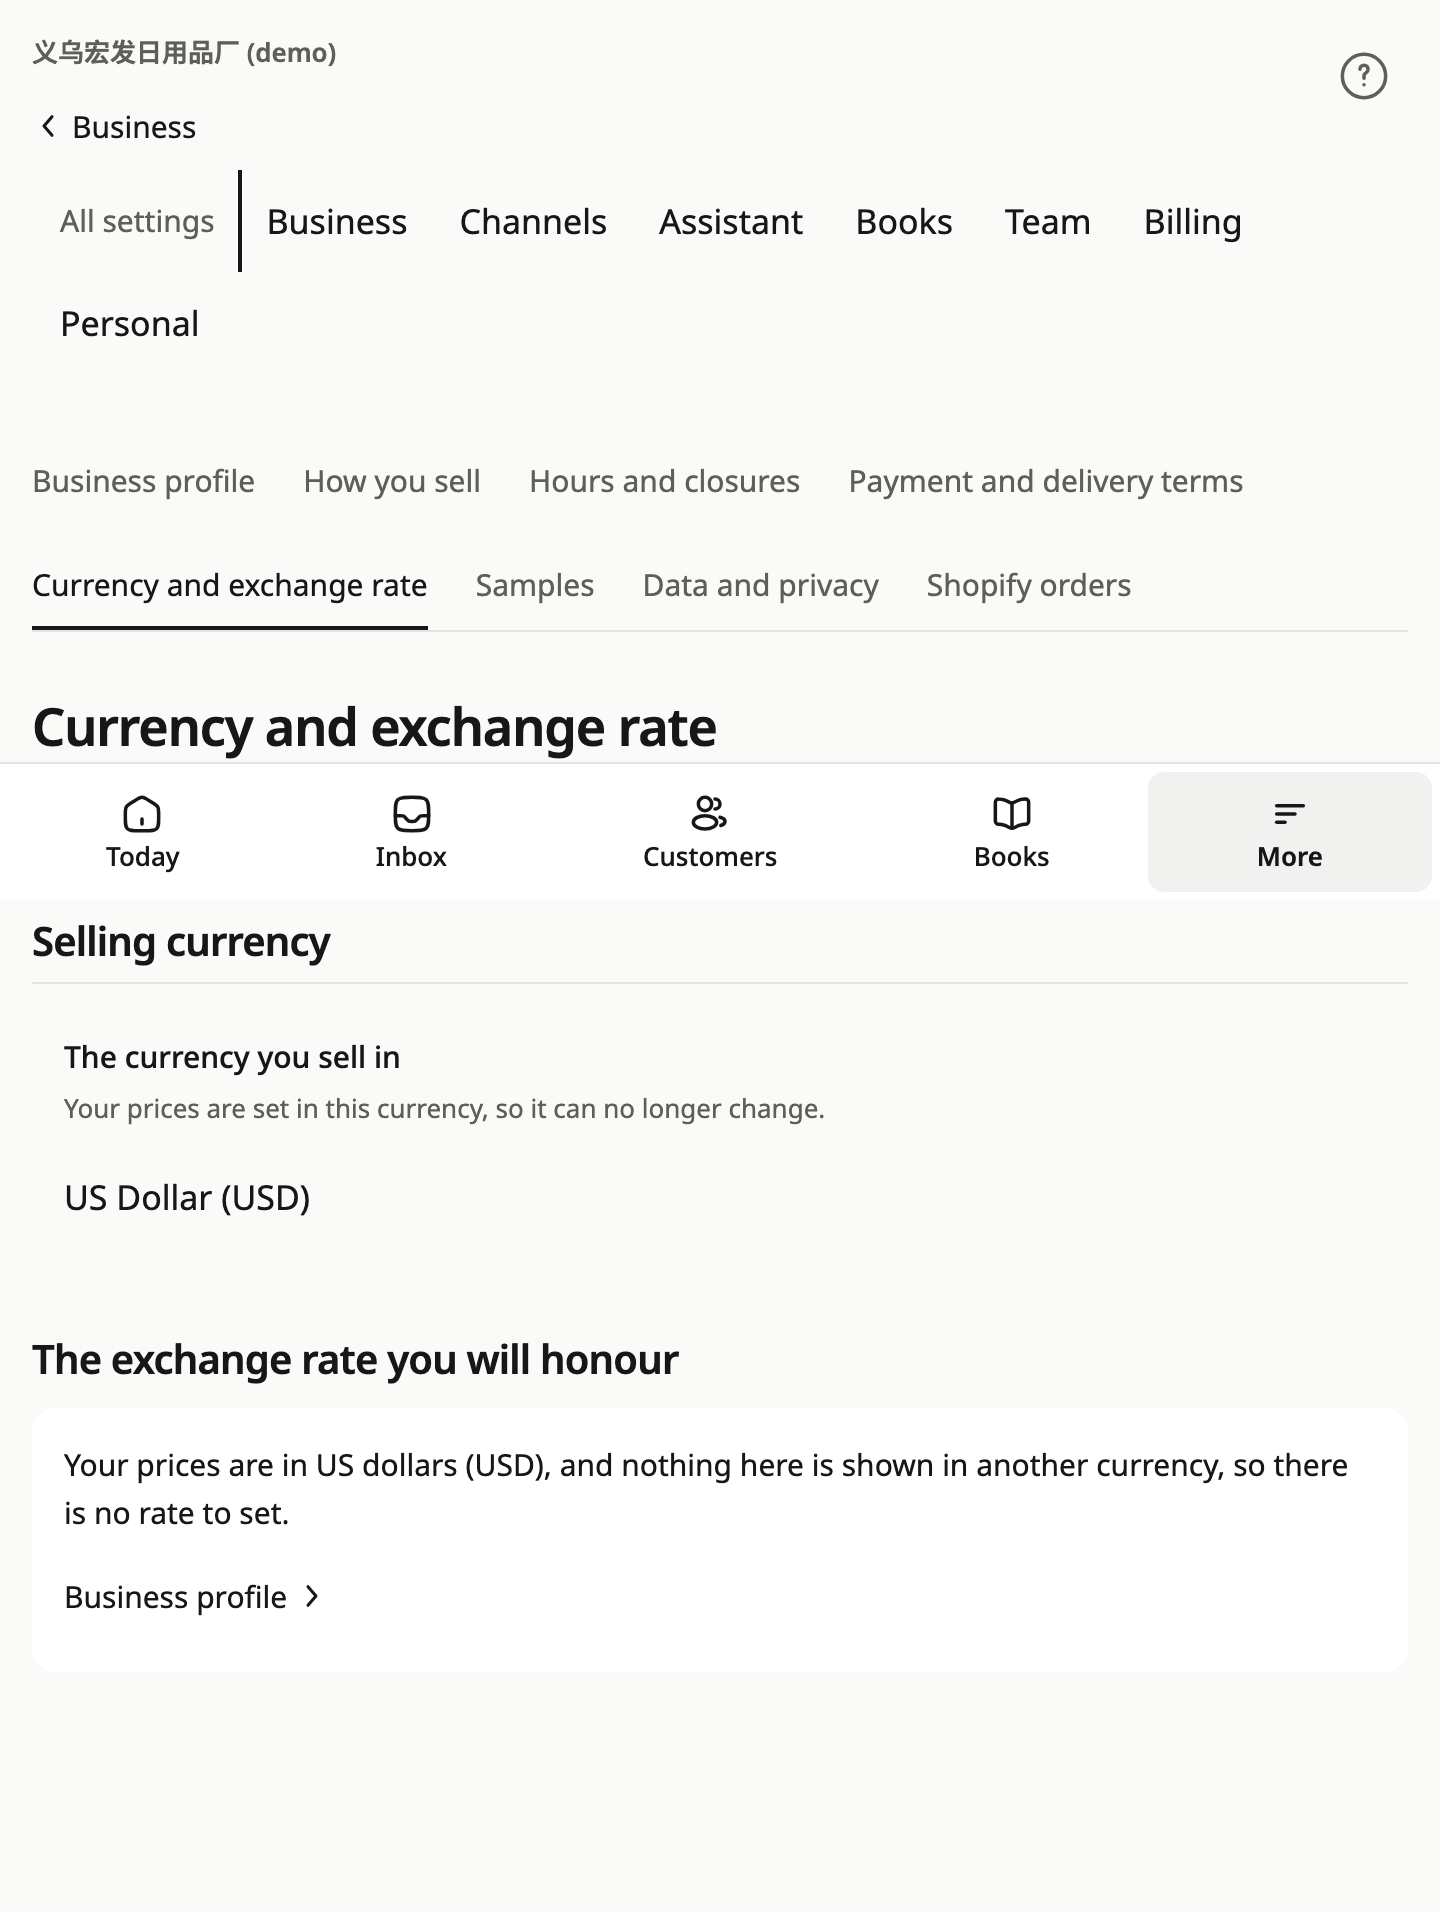 义乌宏发日用品厂 (demo)
Business
All settings
Business
Channels
Assistant
Books
Team
Billing
Personal
Business profile
How you sell
Hours and closures
Payment and delivery terms
Currency and exchange rate
Samples
Data and privacy
Shopify orders
Currency and exchange rate
Today
Inbox
Customers
Books
More
Selling currency
The currency you sell in
Your prices are set in this currency, so it can no longer change.
US Dollar (USD)
The exchange rate you will honour
Your prices are in US dollars (USD), and nothing here is shown in another currency, so there
is no rate to set.
Business profile